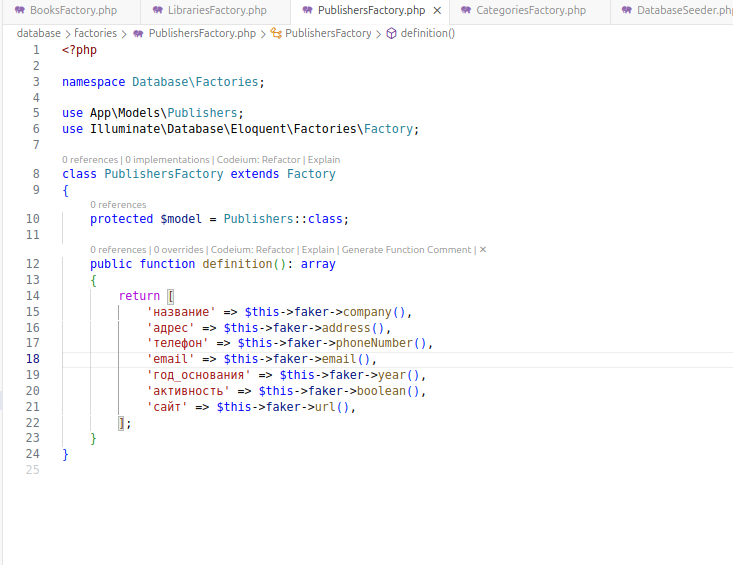 BooksFactory.php LibrariesFactory.php PublishersFactory.php × CategoriesFactory.php DatabaseSeeder.php
database > factories > PublishersFactory.php > PublishersFactory > definition()
1 <?php
2
3 namespace Database\Factories;
4
5 use App\Models\Publishers;
6 use Illuminate\Database\Eloquent\Factories\Factory;
7
0 references | 0 implementations | Codeium: Refactor | Explain
8 class PublishersFactory extends Factory
9 {
0 references
10 protected $model = Publishers::class;
11
0 references | 0 overrides | Codeium: Refactor | Explain | Generate Function Comment | ×
12 public function definition(): array
13 {
14 return [
15 'название' => $this->faker->company(),
16 'адрес' => $this->faker->address(),
17 'телефон' => $this->faker->phoneNumber(),
18 'email' => $this->faker->email(),
19 'год_основания' => $this->faker->year(),
20 'активность' => $this->faker->boolean(),
21 'сайт' => $this->faker->url(),
22 ];
23 }
24 }
25